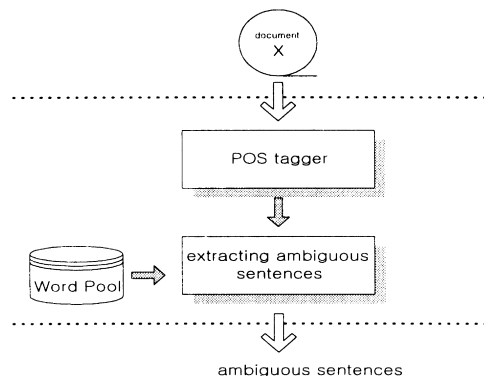 document
X
POS tagger
extracting ambiguous
sentences
Word Pool
ambiguous sentences